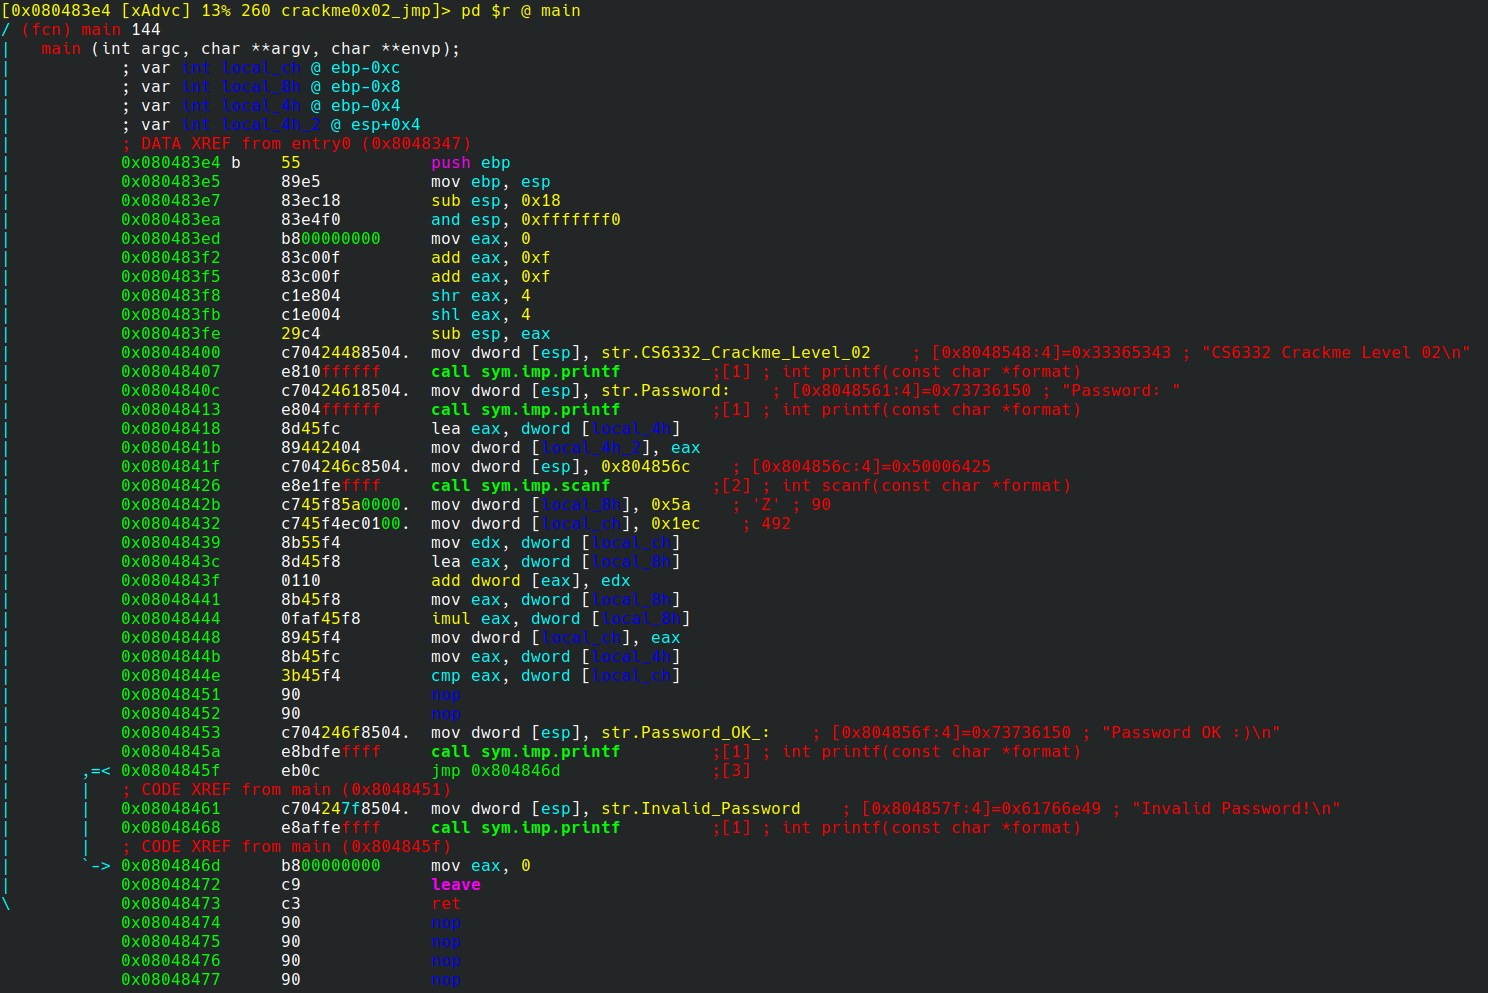 [0x080483e4 [xAdvc] 13% 260 crackme0x02_jmp]> pd $r @ main
/ (fcn) main 144
|   main (int argc, char **argv, char **envp);
|           ; var int local_ch @ ebp-0xc
|           ; var int local_8h @ ebp-0x8
|           ; var int local_4h @ ebp-0x4
|           ; var int local_4h_2 @ esp+0x4
|           ; DATA XREF from entry0 (0x8048347)
|           0x080483e4 b    55             push ebp
|           0x080483e5      89e5           mov ebp, esp
|           0x080483e7      83ec18         sub esp, 0x18
|           0x080483ea      83e4f0         and esp, 0xfffffff0
|           0x080483ed      b800000000     mov eax, 0
|           0x080483f2      83c00f         add eax, 0xf
|           0x080483f5      83c00f         add eax, 0xf
|           0x080483f8      c1e804         shr eax, 4
|           0x080483fb      c1e004         shl eax, 4
|           0x080483fe      29c4           sub esp, eax
|           0x08048400      c70424488504.  mov dword [esp], str.CS6332_Crackme_Level_02    ; [0x8048548:4]=0x33365343 ; "CS6332 Crackme Level 02\n"
|           0x08048407      e810ffffff     call sym.imp.printf         ;[1] ; int printf(const char *format)
|           0x0804840c      c70424618504.  mov dword [esp], str.Password:    ; [0x8048561:4]=0x73736150 ; "Password: "
|           0x08048413      e804ffffff     call sym.imp.printf         ;[1] ; int printf(const char *format)
|           0x08048418      8d45fc         lea eax, dword [local_4h]
|           0x0804841b      89442404       mov dword [local_4h_2], eax
|           0x0804841f      c704246c8504.  mov dword [esp], 0x804856c    ; [0x804856c:4]=0x50006425
|           0x08048426      e8e1feffff     call sym.imp.scanf          ;[2] ; int scanf(const char *format)
|           0x0804842b      c745f85a0000.  mov dword [local_8h], 0x5a    ; 'Z' ; 90
|           0x08048432      c745f4ec0100.  mov dword [local_ch], 0x1ec    ; 492
|           0x08048439      8b55f4         mov edx, dword [local_ch]
|           0x0804843c      8d45f8         lea eax, dword [local_8h]
|           0x0804843f      0110           add dword [eax], edx
|           0x08048441      8b45f8         mov eax, dword [local_8h]
|           0x08048444      0faf45f8       imul eax, dword [local_8h]
|           0x08048448      8945f4         mov dword [local_ch], eax
|           0x0804844b      8b45fc         mov eax, dword [local_4h]
|           0x0804844e      3b45f4         cmp eax, dword [local_ch]
|           0x08048451      90             nop
|           0x08048452      90             nop
|           0x08048453      c704246f8504.  mov dword [esp], str.Password_OK_:    ; [0x804856f:4]=0x73736150 ; "Password OK :)\n"
|           0x0804845a      e8bdfeffff     call sym.imp.printf         ;[1] ; int printf(const char *format)
|       ,=< 0x0804845f      eb0c           jmp 0x804846d               ;[3]
|       |   ; CODE XREF from main (0x8048451)
|       |   0x08048461      c704247f8504.  mov dword [esp], str.Invalid_Password    ; [0x804857f:4]=0x61766e49 ; "Invalid Password!\n"
|       |   0x08048468      e8affeffff     call sym.imp.printf         ;[1] ; int printf(const char *format)
|       |   ; CODE XREF from main (0x804845f)
|       `-> 0x0804846d      b800000000     mov eax, 0
|           0x08048472      c9             leave
\           0x08048473      c3             ret
            0x08048474      90             nop
            0x08048475      90             nop
            0x08048476      90             nop
            0x08048477      90             nop